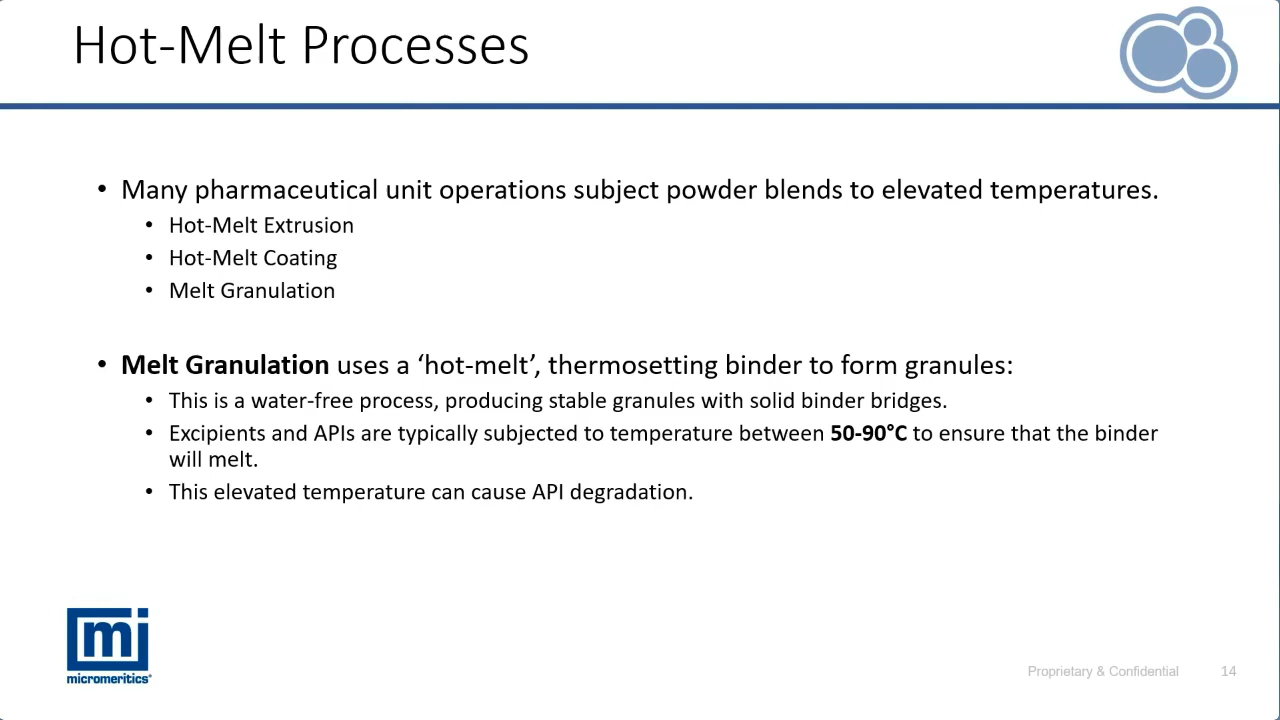 Hot-Melt Processes
• Many pharmaceutical unit operations subject powder blends to elevated temperatures.
• Hot-Melt Extrusion
• Hot-Melt Coating
• Melt Granulation
• Melt Granulation uses a ‘hot-melt’, thermosetting binder to form granules:
• This is a water-free process, producing stable granules with solid binder bridges.
• Excipients and APIs are typically subjected to temperature between 50-90°C to ensure that the binder
will melt.
• This elevated temperature can cause API degradation.
mi
micromeritics®
Proprietary & Confidential 14